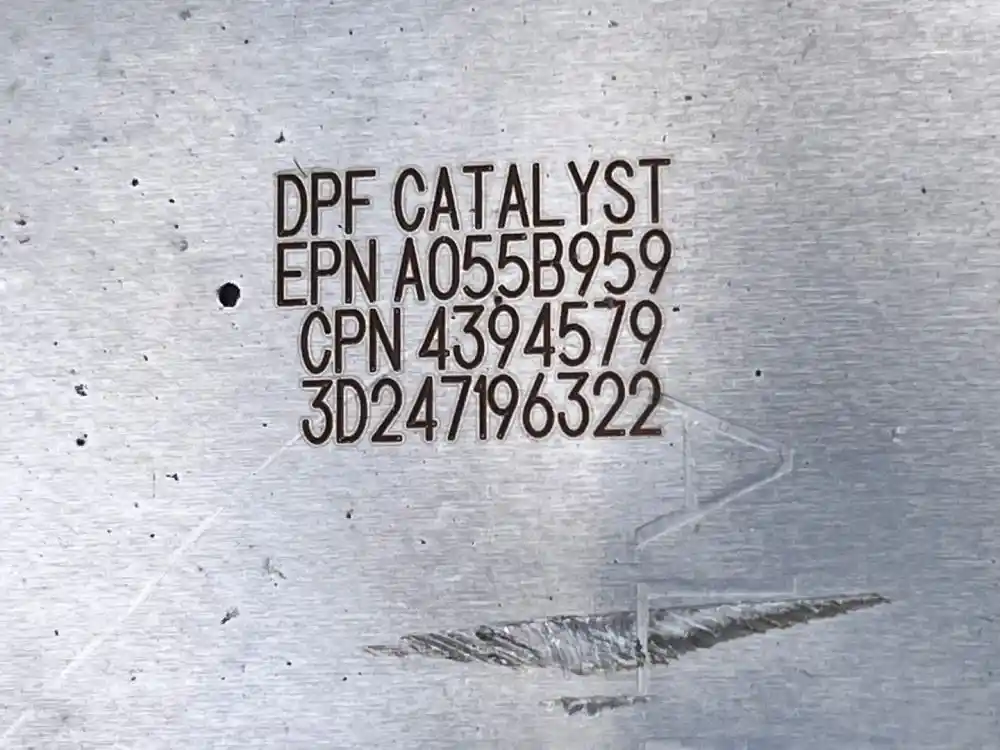 DPF CATALYST
EPN A055B959
CPN 4394579
3D247196322